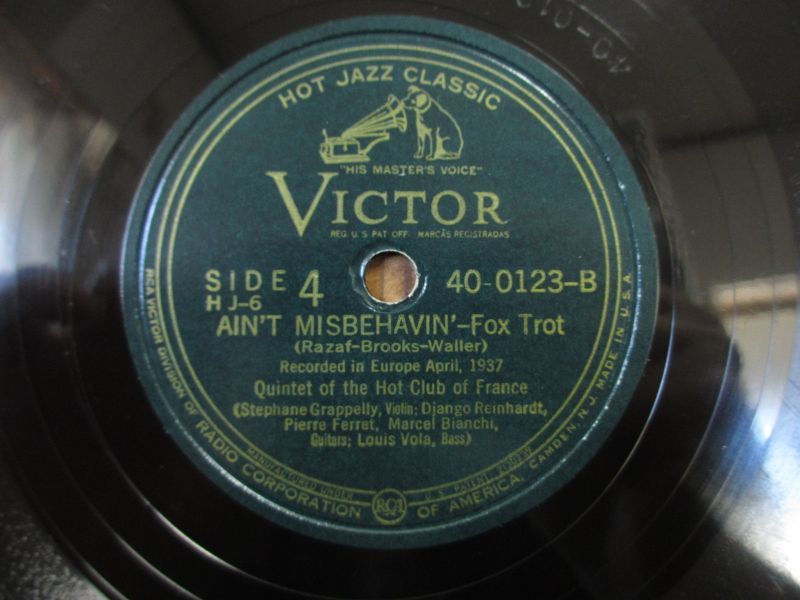 HOT JAZZ CLASSIC
"HIS MASTER'S VOICE"
VICTOR
REG. U.S. PAT. OFF. MARCAS REGISTRADAS
SIDE 4
40-0123-B
HJ-6
AIN'T MISBEHAVIN'-Fox Trot
(Razaf-Brooks-Waller)
Recorded in Europe April, 1937
Quintet of the Hot Club of France
(Stephane Grappelly, Violin; Django Reinhardt,
Pierre Ferret, Marcel Bianchi,
Guitars; Louis Vola, Bass)
MANUFACTURED UNDER
U.S. PATENT
RCA VICTOR DIVISION OF RADIO CORPORATION OF AMERICA, CAMDEN, N.J. MADE IN U.S.A.
RCA